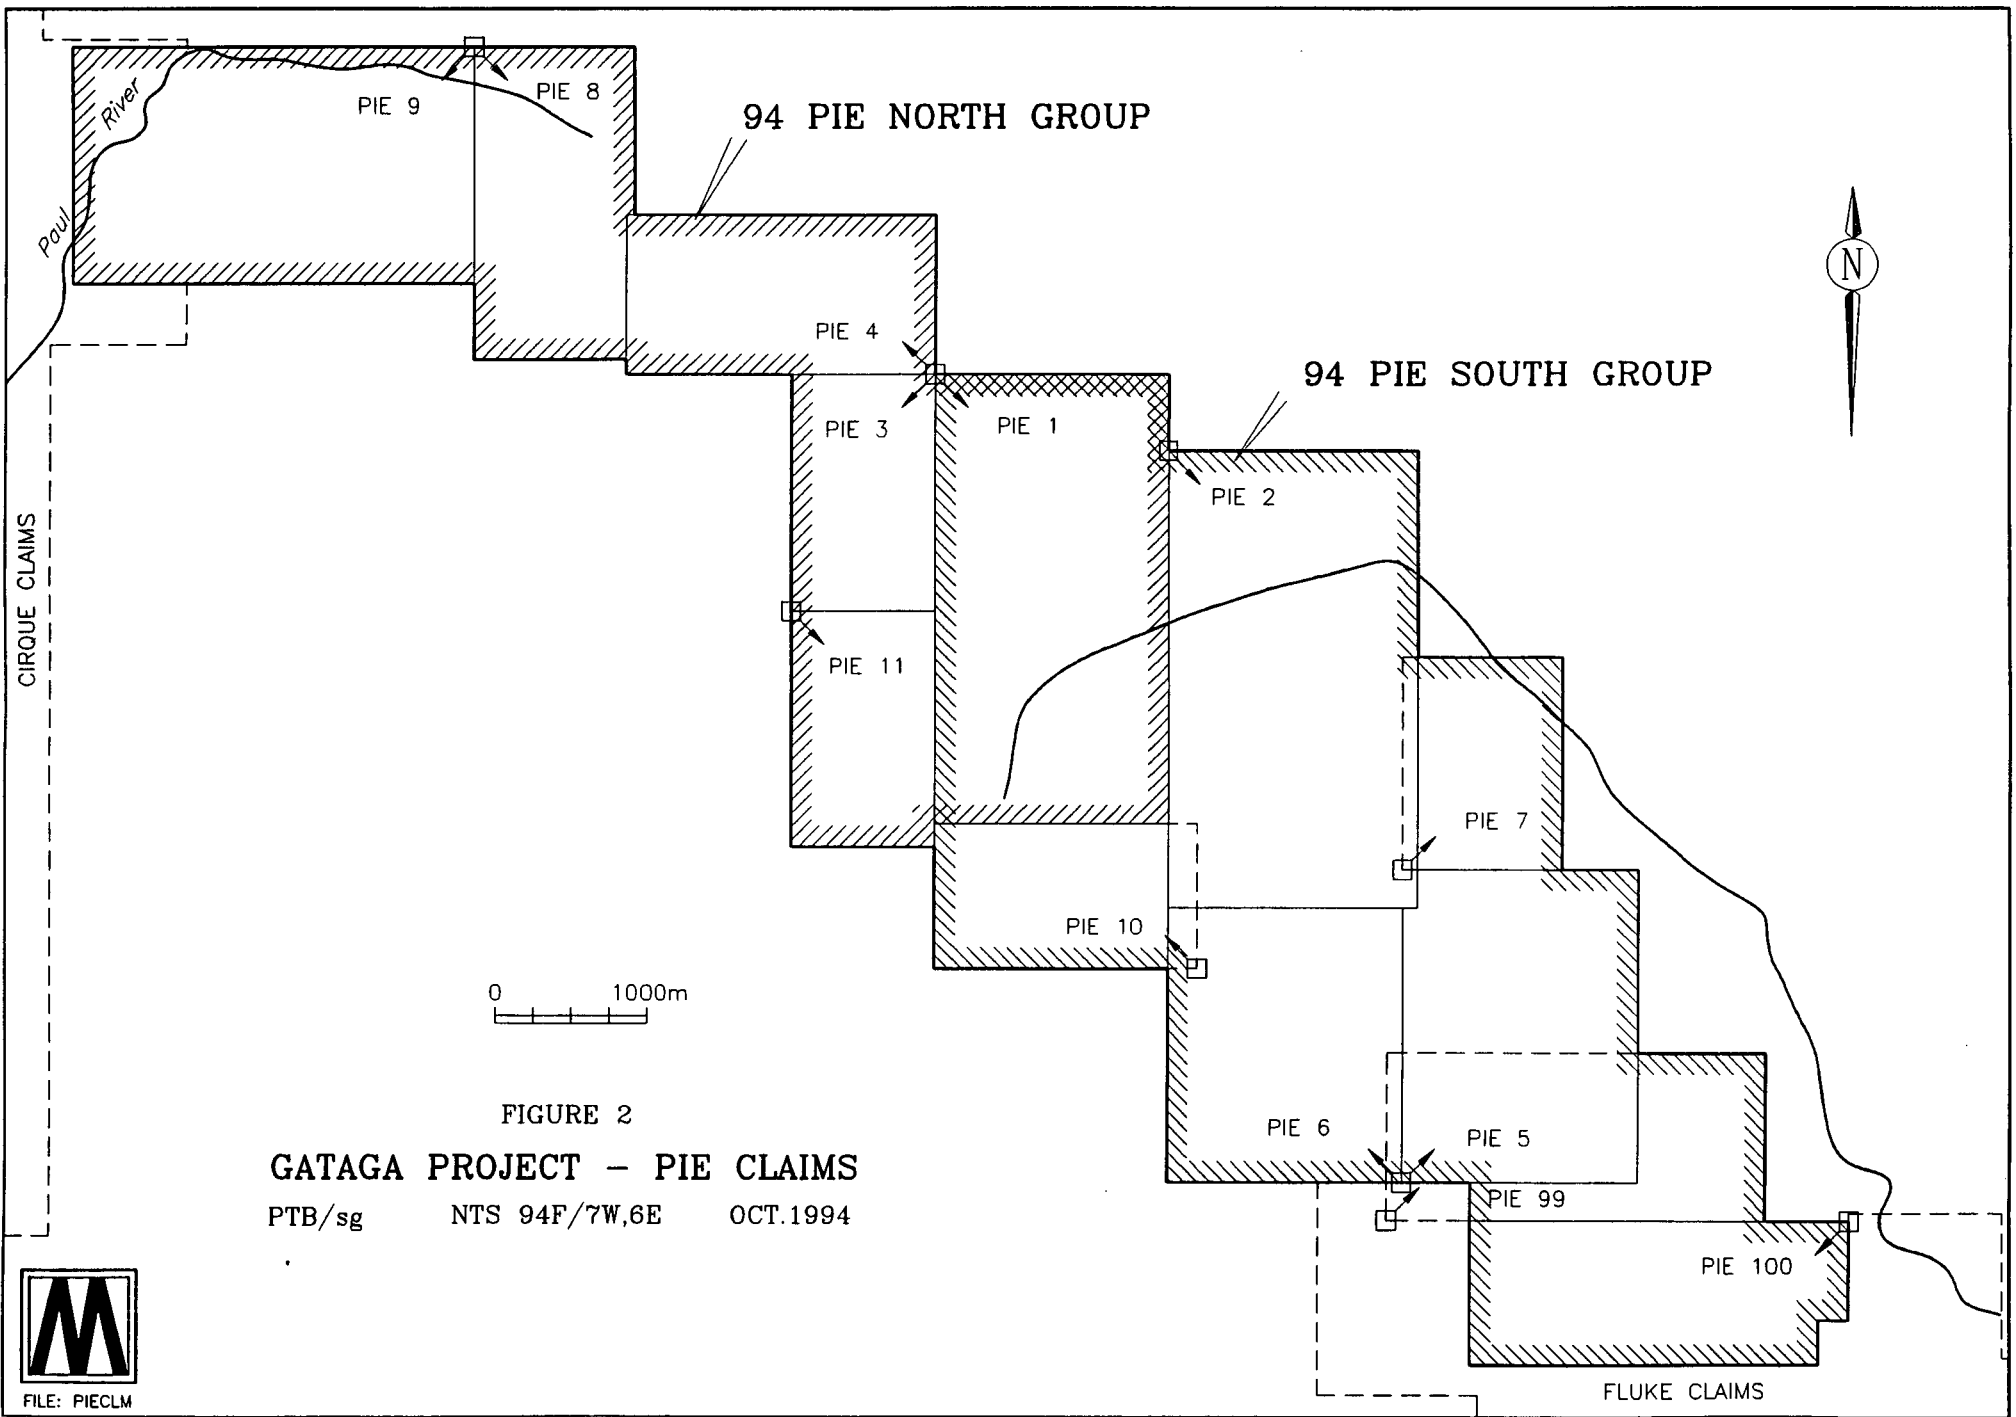 River
PIE 9
PIE 8
94 PIE NORTH GROUP
Paul
N
PIE 4
94 PIE SOUTH GROUP
PIE 3
PIE 1
PIE 2
CIRQUE CLAIMS
PIE 11
PIE 7
PIE 10
0 1000m
FIGURE 2
GATAGA PROJECT – PIE CLAIMS
PTB/sg NTS 94F/7W,6E OCT.1994
PIE 6
PIE 5
PIE 99
PIE 100
M
FILE: PIECLM
FLUKE CLAIMS